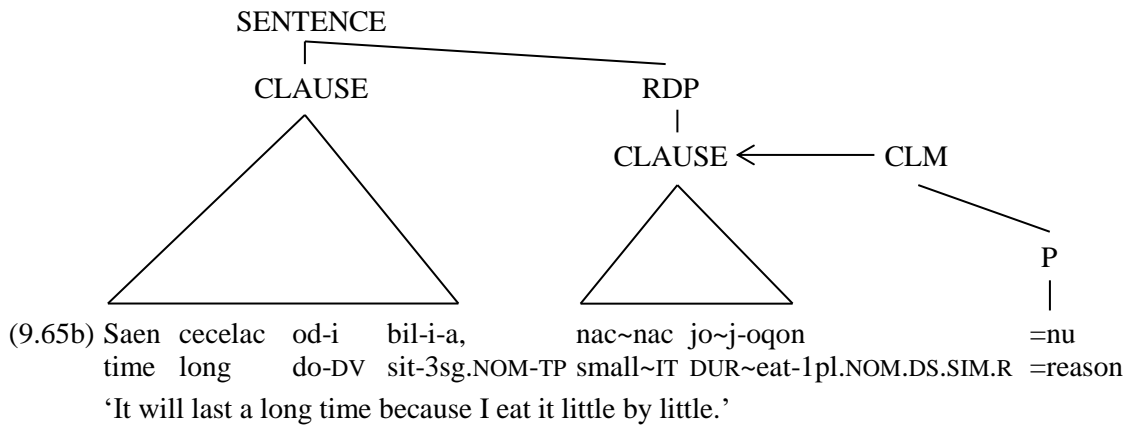 SENTENCE
CLAUSE RDP
CLAUSE CLM
P
(9.65b) Saen cecelac od-i bil-i-a, nac~nac jo~j-oqon =nu
time long do-DV sit-3sg.NOM-TP small~IT DUR~eat-1pl.NOM.DS.SIM.R =reason
‘It will last a long time because I eat it little by little.’